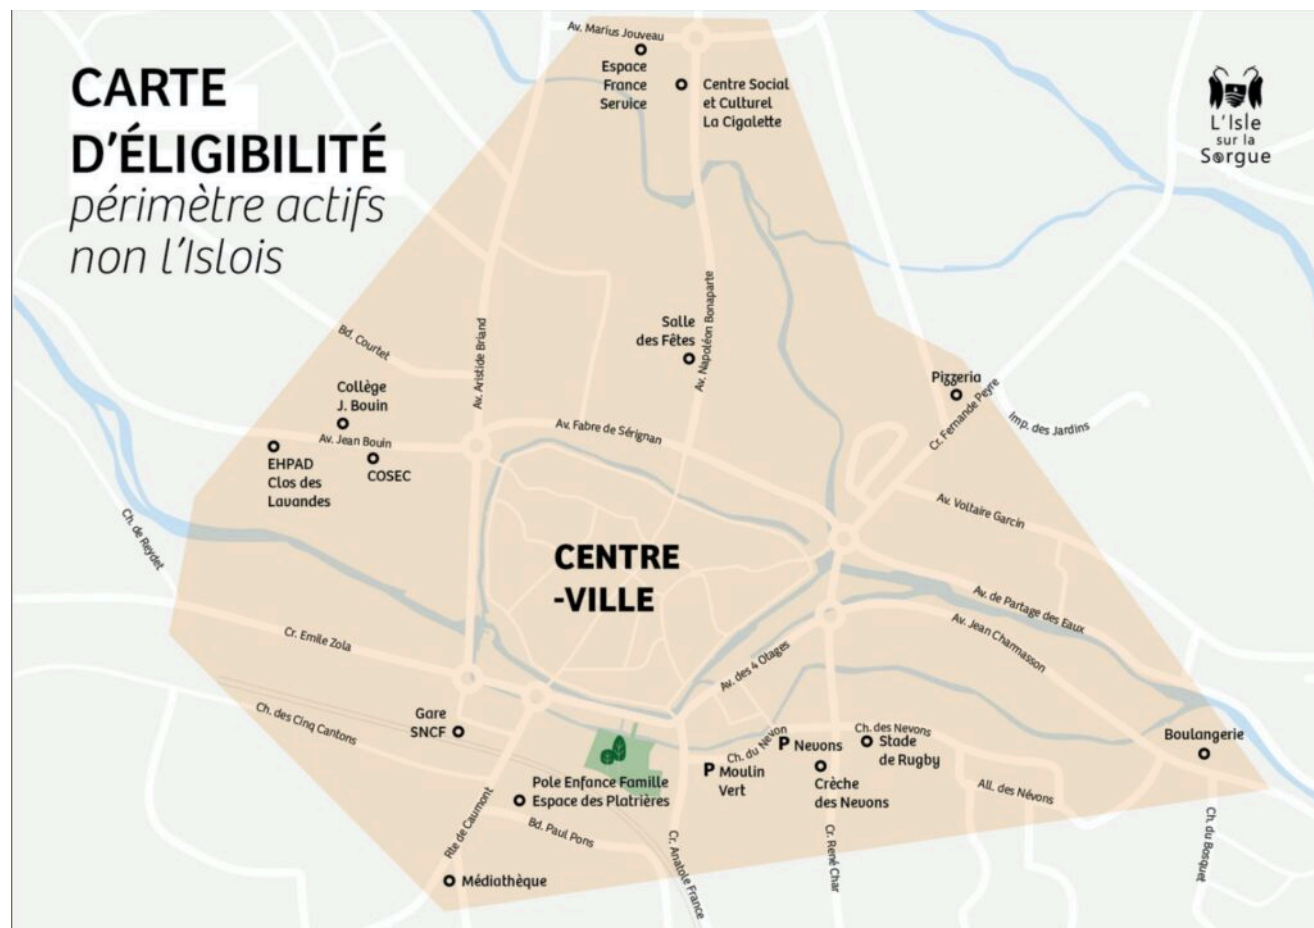 CARTE
D'ÉLIGIBILITÉ
périmètre actifs
non l'Islois
L'Isle
sur la
Sorgue
Av. Marius Jouveau
Espace
France
Service
Centre Social
et Culturel
La Cigalette
Bd. Courtet
Av. Aristide Briand
Av. Napoléon Bonaparte
Salle
des Fêtes
Collège
J. Bouin
Av. Jean Bouin
EHPAD
Clos des
Lavandes
COSEC
Av. Fabre de Sérignan
Pizzeria
Cr. Fernande Peyre
Imp. des Jardins
Av. Voltaire Garcin
Ch. de Reydet
CENTRE
-VILLE
Av. de Partage des Eaux
Av. Jean Charmasson
Cr. Emile Zola
Av. des 4 Otages
Ch. des Cinq Cantons
Gare
SNCF
Ch. du Nevon
P Nevons
P Moulin
Vert
Ch. des Nevons
Stade
de Rugby
Crèche
des Nevons
Boulangerie
All. des Névons
Pole Enfance Famille
Espace des Platrières
Rte de Caumont
Bd. Paul Pons
Cr. Anatole France
Cr. René Char
Ch. du Bosquet
Médiathèque